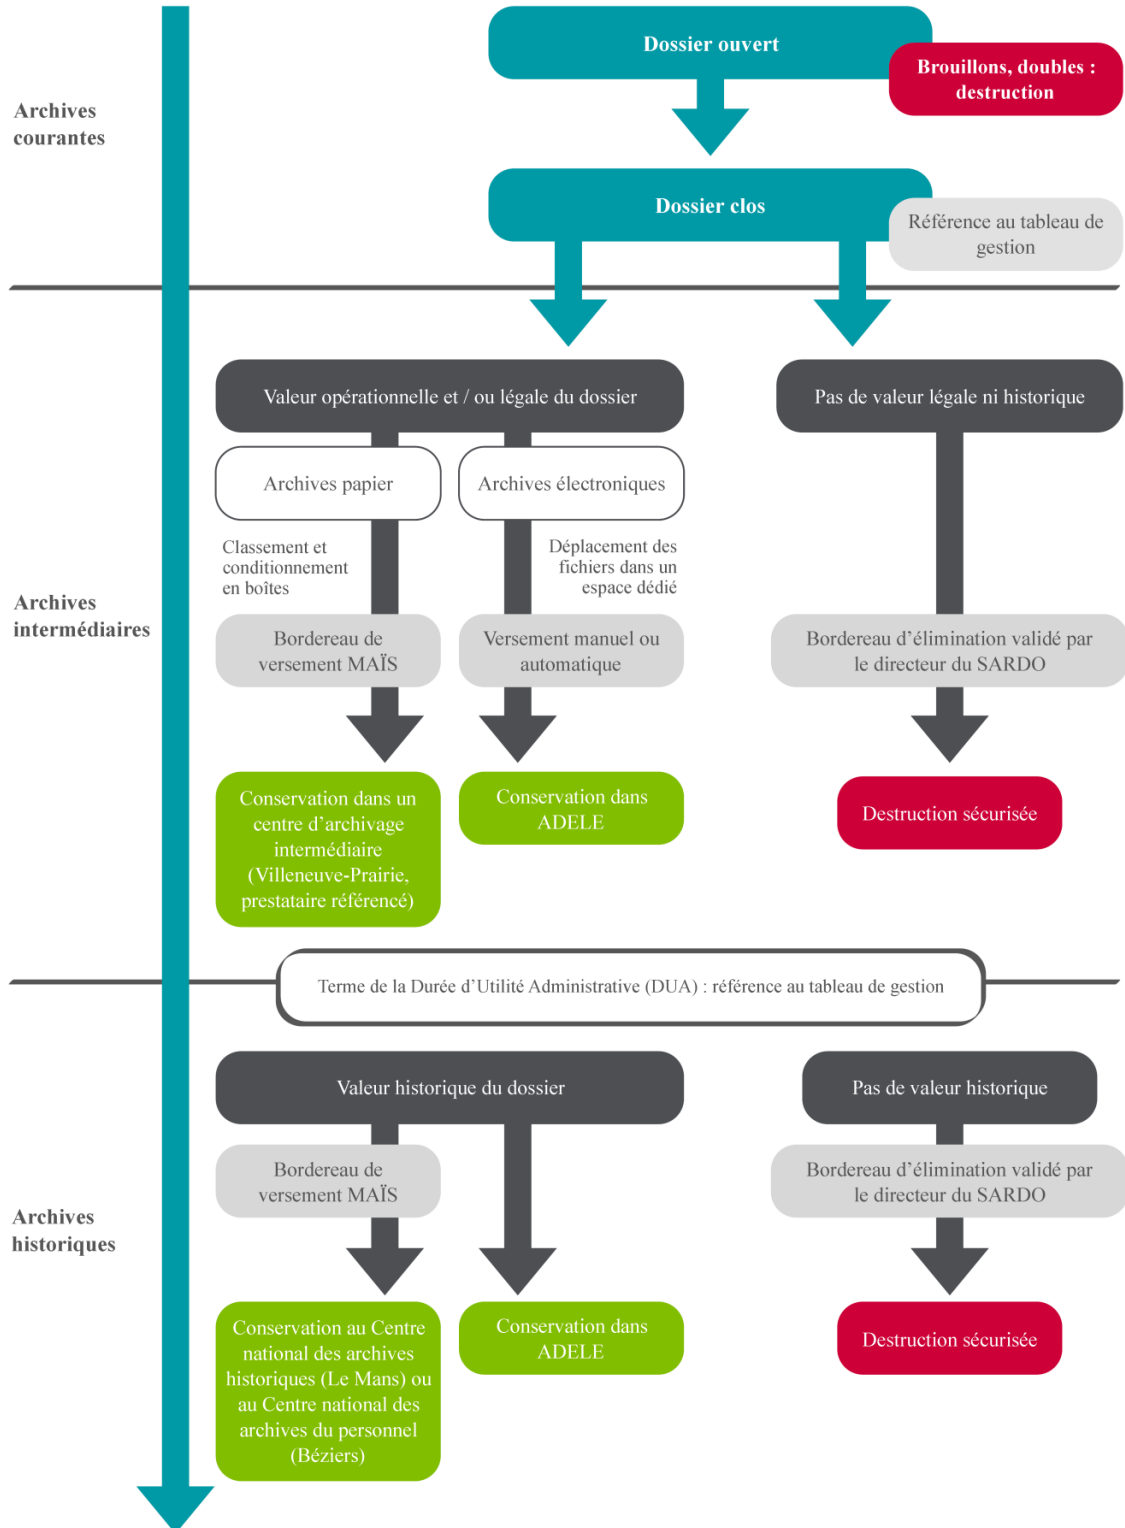 Dossier ouvert
Brouillons, doubles :
destruction
Archives
courantes
Dossier clos
Référence au tableau de
gestion
Valeur opérationnelle et / ou légale du dossier
Pas de valeur légale ni historique
Archives papier
Archives électroniques
Classement et
conditionnement
en boîtes
Déplacement des
fichiers dans un
espace dédié
Archives
intermédiaires
Bordereau de
versement MAÏS
Versement manuel ou
automatique
Bordereau d’élimination validé par
le directeur du SARDO
Conservation dans un
centre d’archivage
intermédiaire
(Villeneuve-Prairie,
prestataire référencé)
Conservation dans
ADELE
Destruction sécurisée
Terme de la Durée d’Utilité Administrative (DUA) : référence au tableau de gestion
Valeur historique du dossier
Pas de valeur historique
Bordereau de
versement MAÏS
Bordereau d’élimination validé par
le directeur du SARDO
Archives
historiques
Conservation au Centre
national des archives
historiques (Le Mans) ou
au Centre national des
archives du personnel
(Béziers)
Conservation dans
ADELE
Destruction sécurisée